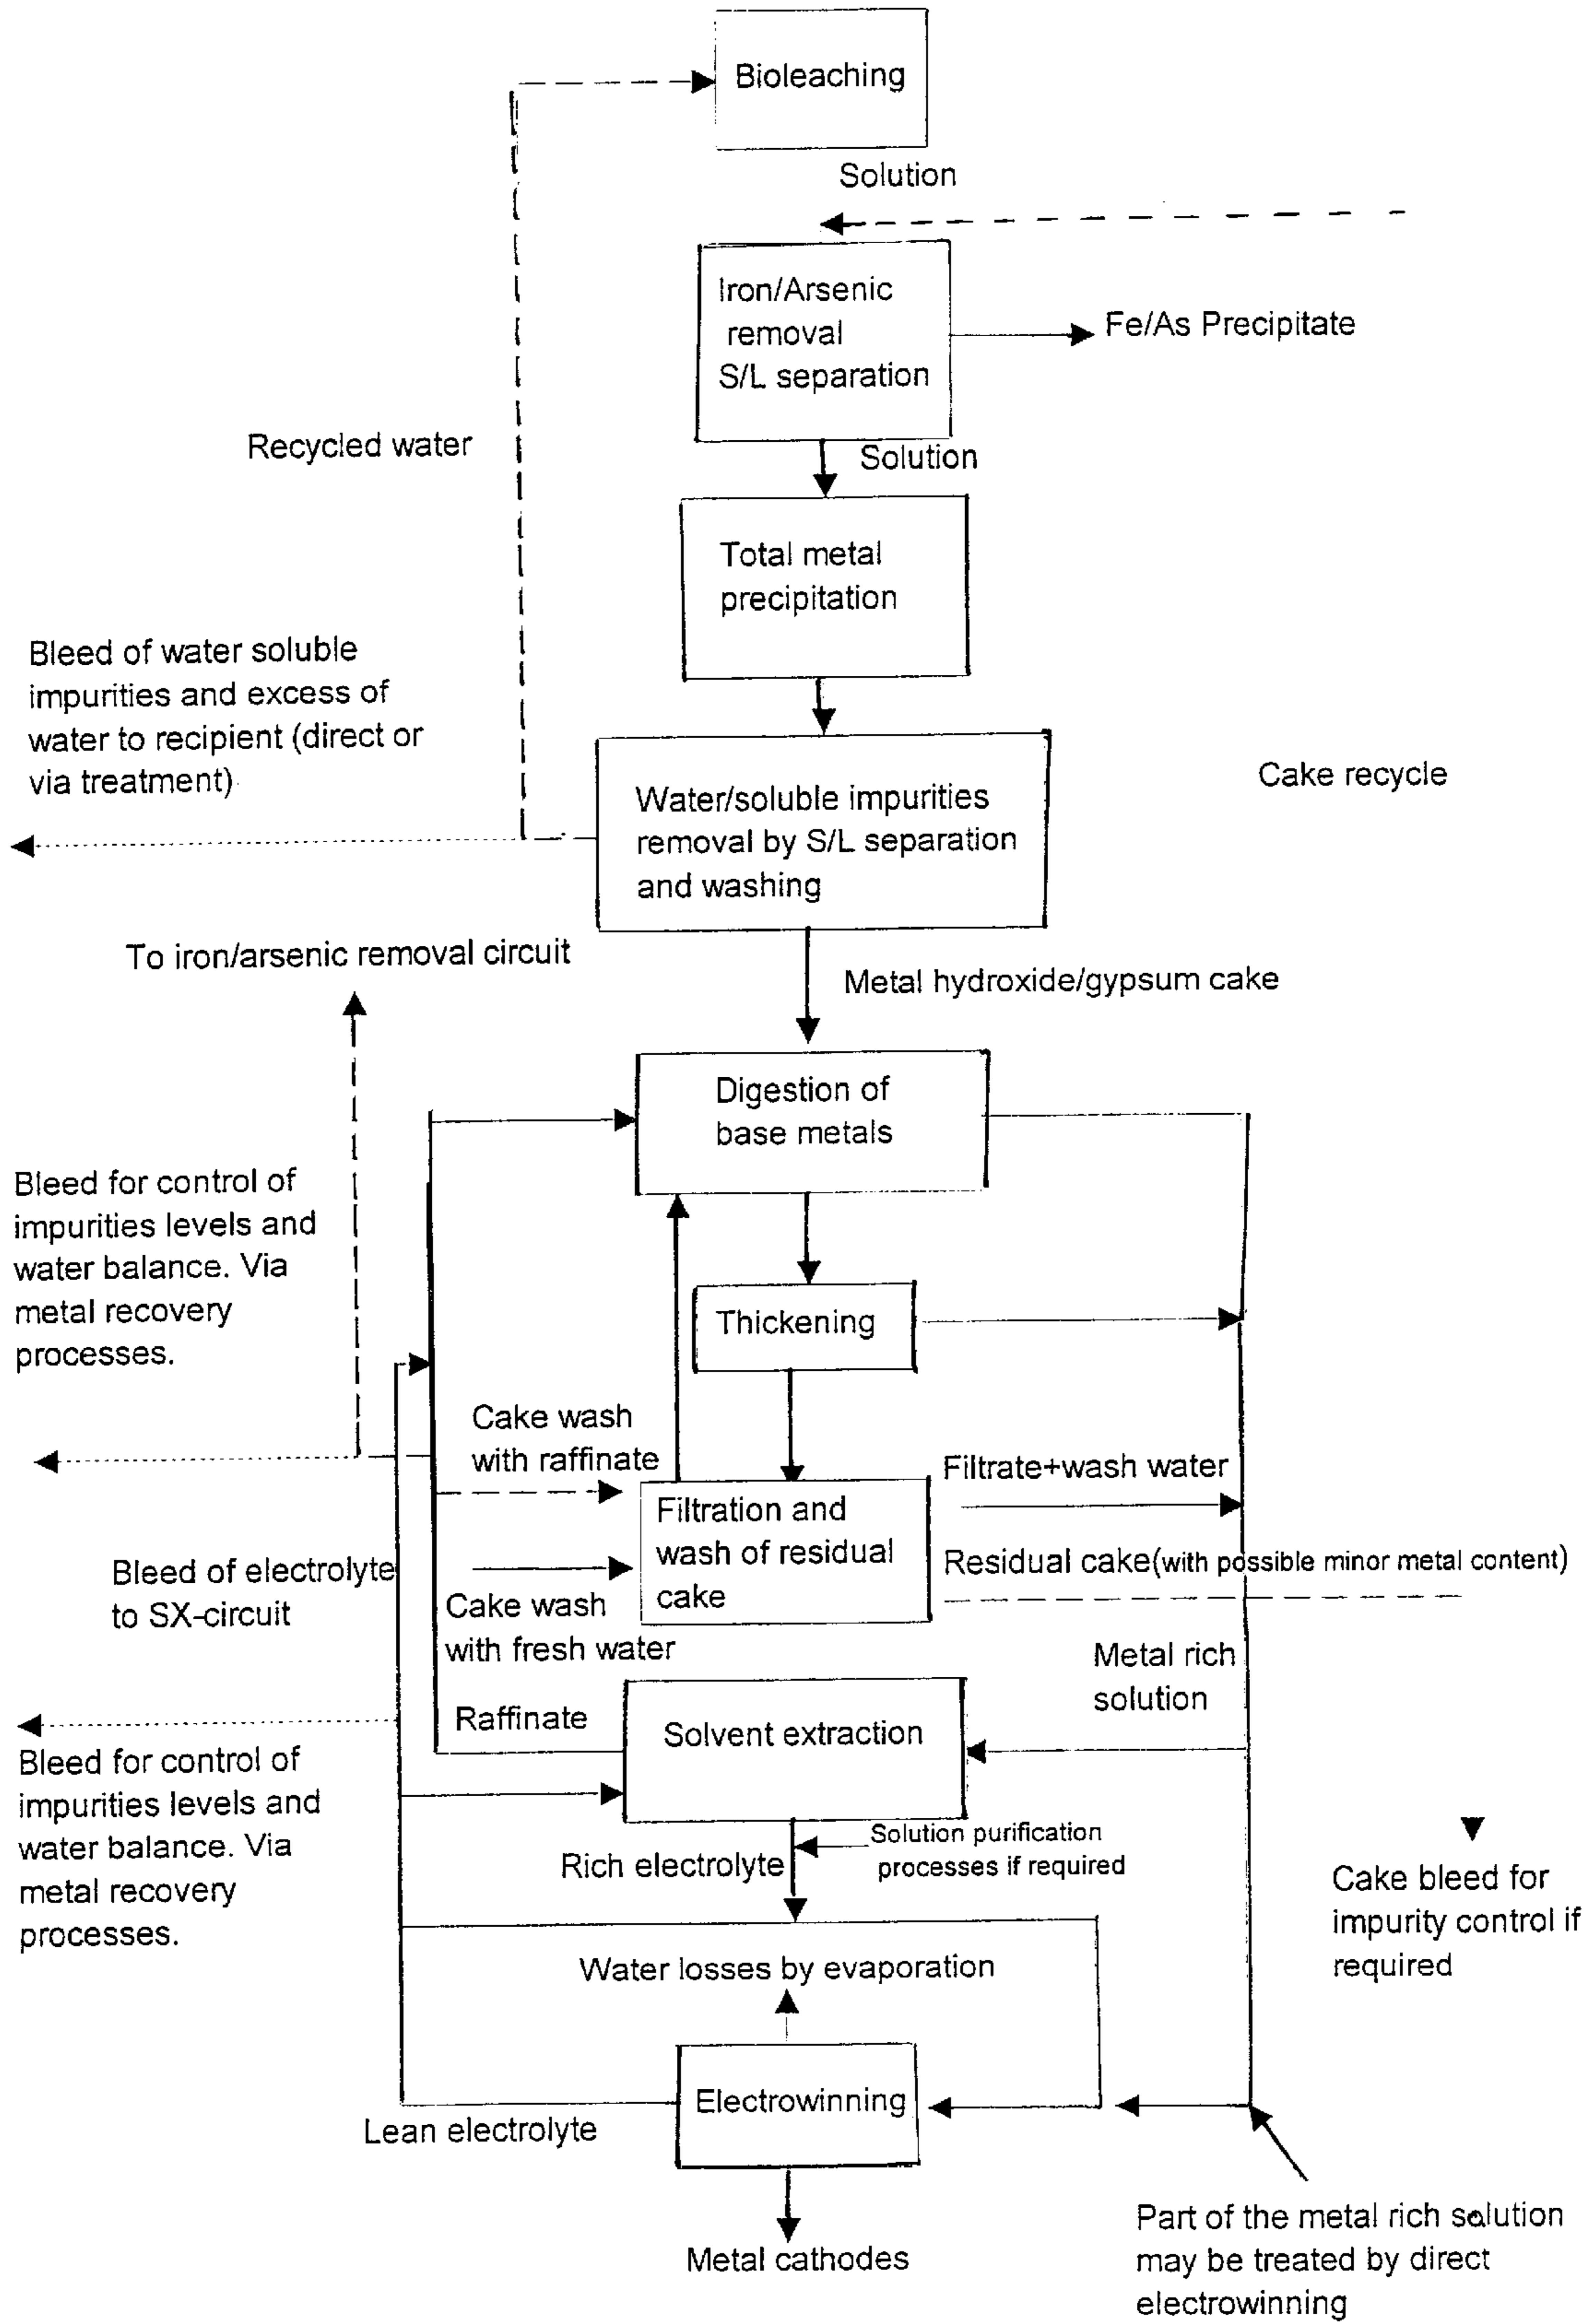 Bioleaching
Solution
Iron/Arsenic
removal
S/L separation
Fe/As Precipitate
Recycled water
Solution
Total metal
precipitation
Bleed of water soluble
impurities and excess of
water to recipient (direct or
via treatment)
Water/soluble impurities
removal by S/L separation
and washing
Cake recycle
To iron/arsenic removal circuit
Metal hydroxide/gypsum cake
Digestion of
base metals
Bleed for control of
impurities levels and
water balance. Via
metal recovery
processes.
Thickening
Cake wash
with raffinate
Filtration and
wash of residual
cake
Filtrate+wash water
Residual cake(with possible minor metal content)
Bleed of electrolyte
to SX-circuit
Cake wash
with fresh water
Metal rich
solution
Raffinate
Solvent extraction
Bleed for control of
impurities levels and
water balance. Via
metal recovery
processes.
Solution purification
processes if required
Rich electrolyte
Cake bleed for
impurity control if
required
Water losses by evaporation
Electrowinning
Lean electrolyte
Metal cathodes
Part of the metal rich solution
may be treated by direct
electrowinning